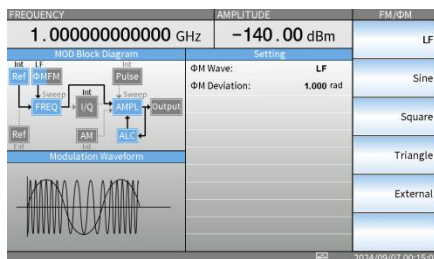 FREQUENCY
AMPLITUDE
FM/ΦM
1.000000000000 GHz
-140.00 dBm
MOD Block Diagram
Setting
LF
Int LF Int
Ref ΦM FM Pulse
Sweep Int Sweep
FREQ I/Q AMPL Output
Ref AM ALC
Ext Int
ΦM Wave: LF
ΦM Deviation: 1.000 rad
Sine
Square
Modulation Waveform
Triangle
External
2024/09/07 00:15:0